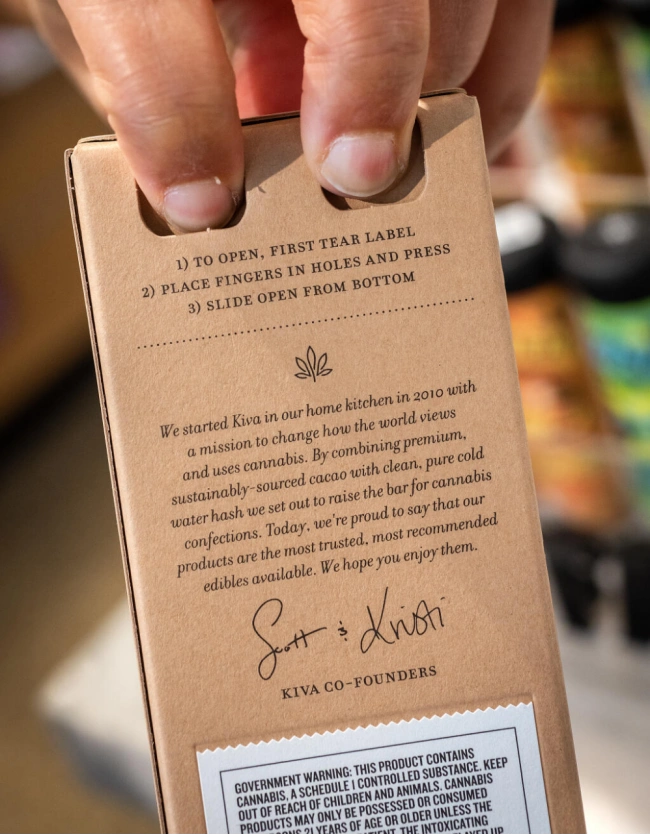 1) TO OPEN, FIRST TEAR LABEL
2) PLACE FINGERS IN HOLES AND PRESS
3) SLIDE OPEN FROM BOTTOM
We started Kiva in our home kitchen in 2010 with
a mission to change how the world views
and uses cannabis. By combining premium,
sustainably-sourced cacao with clean, pure cold
water hash we set out to raise the bar for cannabis
confections. Today, we're proud to say that our
products are the most trusted, most recommended
edibles available. We hope you enjoy them.
Scott & Kristi
KIVA CO-FOUNDERS
GOVERNMENT WARNING: THIS PRODUCT CONTAINS
CANNABIS, A SCHEDULE I CONTROLLED SUBSTANCE. KEEP
OUT OF REACH OF CHILDREN AND ANIMALS. CANNABIS
PRODUCTS MAY ONLY BE POSSESSED OR CONSUMED
21 YEARS OF AGE OR OLDER UNLESS THE
THE INTOXICATING
UP